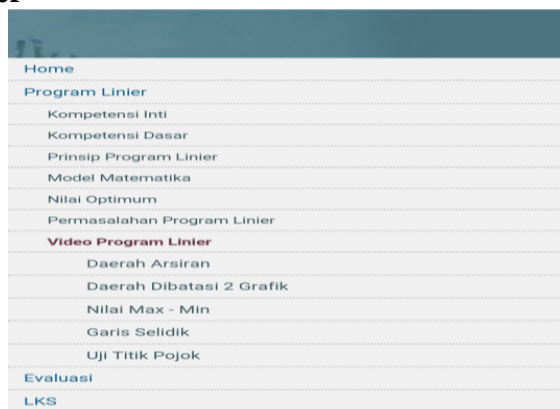 Home
Program Linier
Kompetensi Inti
Kompetensi Dasar
Prinsip Program Linier
Model Matematika
Nilai Optimum
Permasalahan Program Linier
Video Program Linier
Daerah Arsiran
Daerah Dibatasi 2 Grafik
Nilai Max - Min
Garis Selidik
Uji Titik Pojok
Evaluasi
LKS